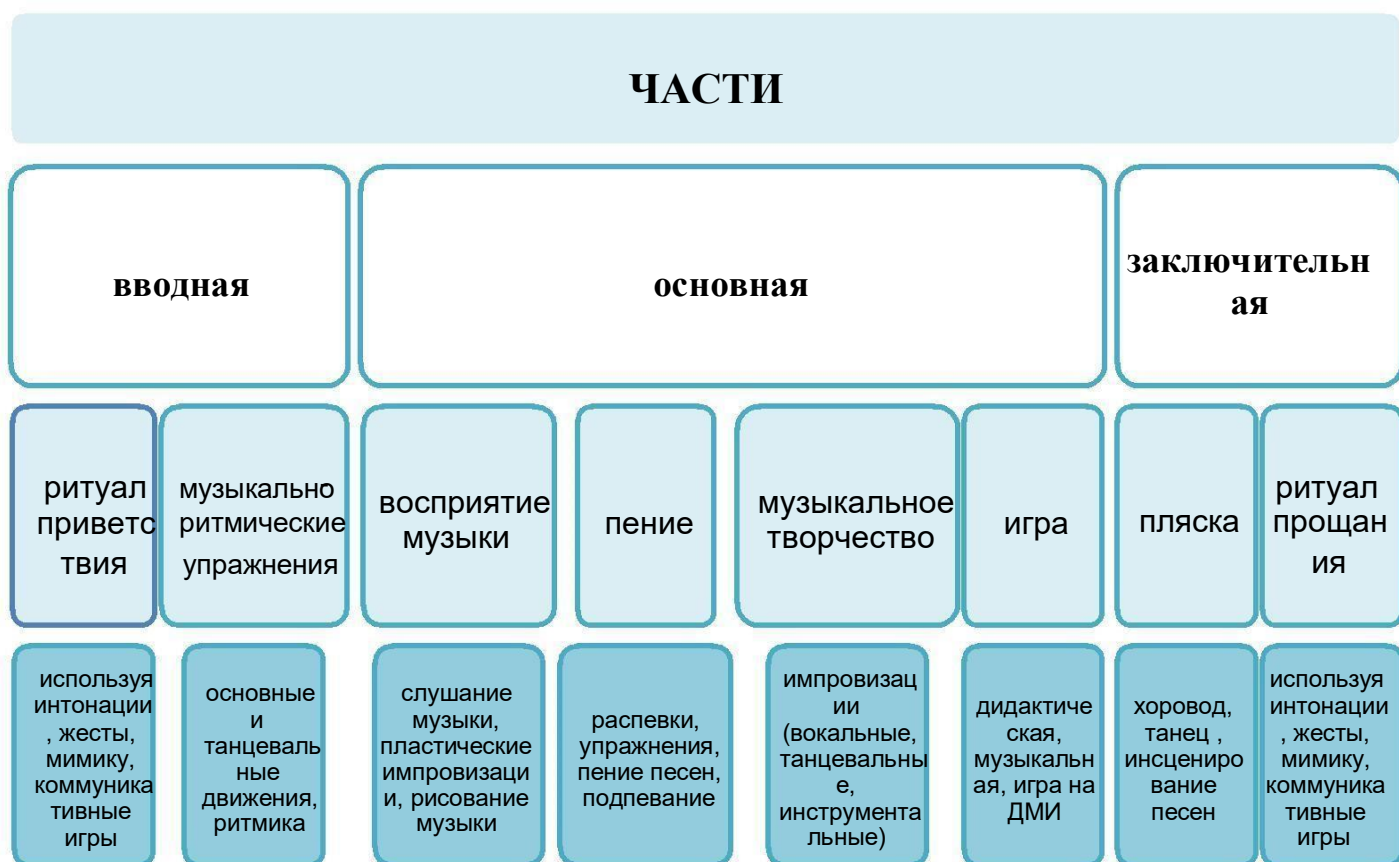 ЧАСТИ
вводная
основная
заключительн
ая
ритуал
приветс
твия
музыкально-
ритмические
упражнения
восприятие
музыки
пение
музыкальное
творчество
игра
пляска
ритуал
прощан
ия
используя
интонации
, жесты,
мимику,
коммуника
тивные
игры
основные
и
танцеваль
ные
движения,
ритмика
слушание
музыки,
пластические
импровизаци
и, рисование
музыки
распевки,
упражнения,
пение песен,
подпевание
импровизац
ии
(вокальные,
танцевальны
е,
инструмента
льные)
дидактиче
ская,
музыкальн
ая, игра на
ДМИ
хоровод,
танец ,
инсцениро
вание
песен
используя
интонации
, жесты,
мимику,
коммуника
тивные
игры